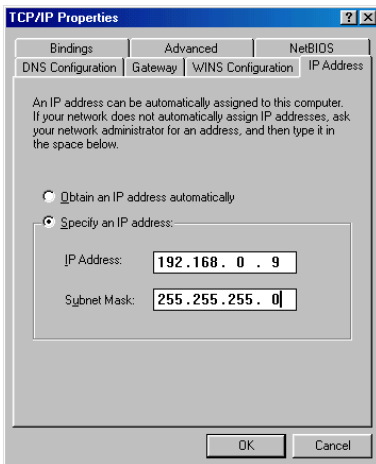 TCP/IP Properties
Bindings Advanced NetBIOS
DNS Configuration Gateway WINS Configuration IP Address
An IP address can be automatically assigned to this computer.
If your network does not automatically assign IP addresses, ask
your network administrator for an address, and then type it in
the space below.
Obtain an IP address automatically
Specify an IP address:
IP Address: 192.168. 0 . 9
Subnet Mask: 255.255.255. 0
OK Cancel